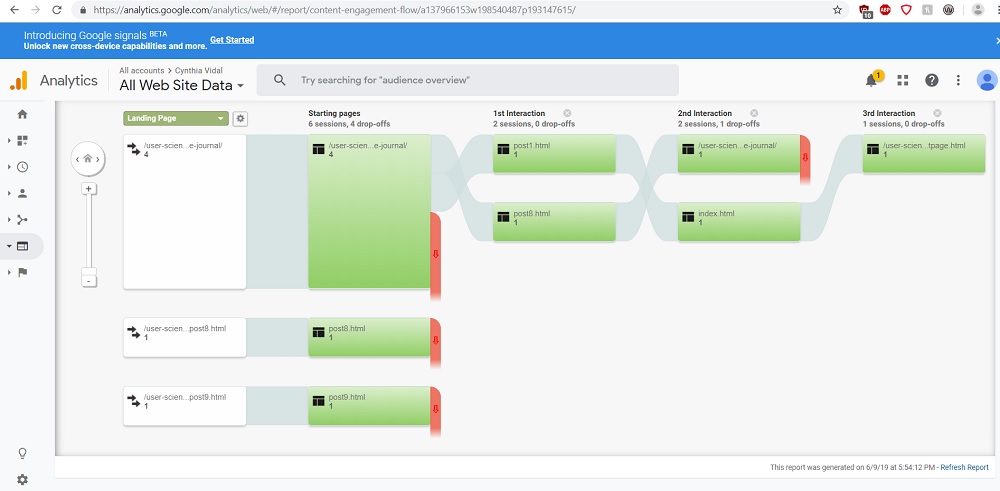 https://analytics.google.com/analytics/web/#/report/content-engagement-flow/a137966153w198540487p193147615/
10
ABP
Introducing Google signals BETA
Unlock new cross-device capabilities and more. Get Started
Analytics
All accounts > Cynthia Vidal
All Web Site Data
Try searching for "audience overview"
1
Landing Page
Starting pages
6 sessions, 4 drop-offs
1st Interaction
2 sessions, 0 drop-offs
2nd Interaction
2 sessions, 1 drop-offs
3rd Interaction
1 sessions, 0 drop-offs
/user-scien...e-journal/
4
/user-scien...e-journal/
4
post1.html
1
/user-scien...e-journal/
1
/user-scien...tpage.html
1
+
-
post8.html
1
index.html
1
/user-scien...post8.html
1
post8.html
1
/user-scien...post9.html
1
post9.html
1
This report was generated on 6/9/19 at 5:54:12 PM - Refresh Report